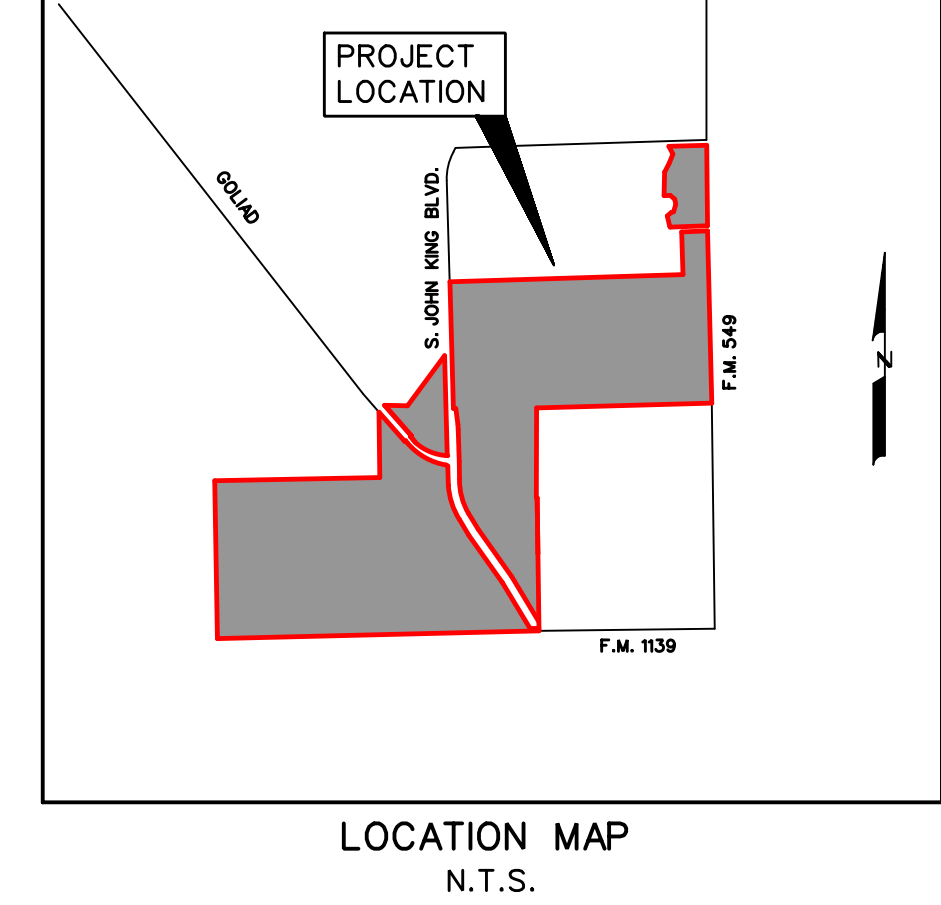 PROJECT
LOCATION
GOLIAD
S. JOHN KING BLVD.
F.M. 549
N
F.M. 1139
LOCATION MAP
N.T.S.